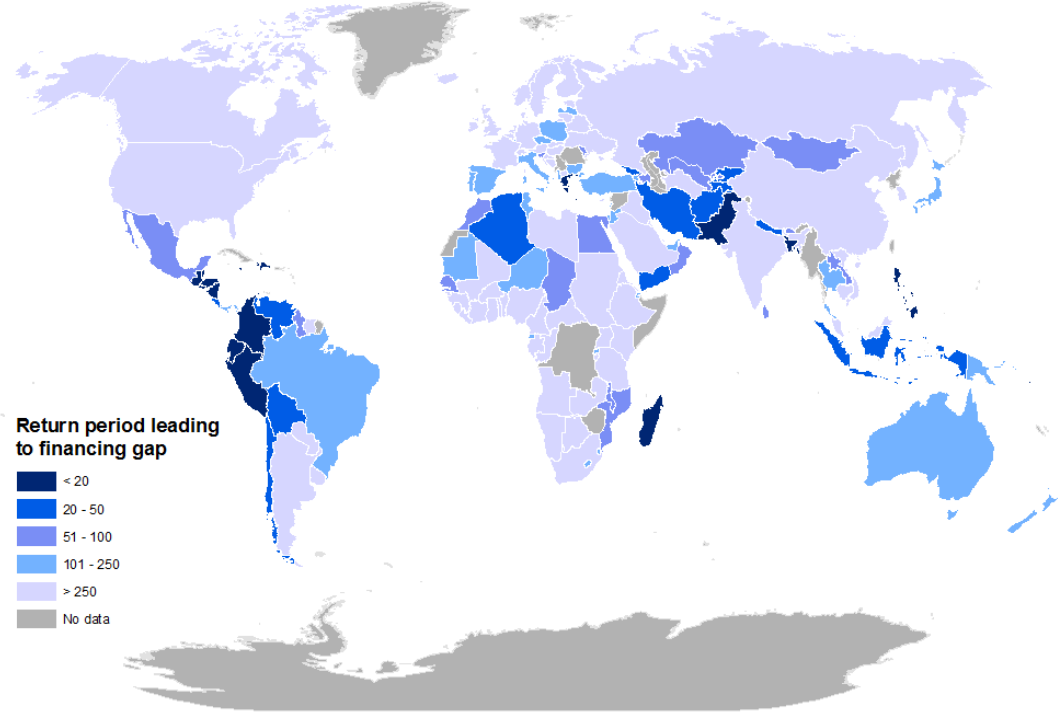 Return period leading
to financing gap
< 20
20 - 50
51 - 100
101 - 250
> 250
No data